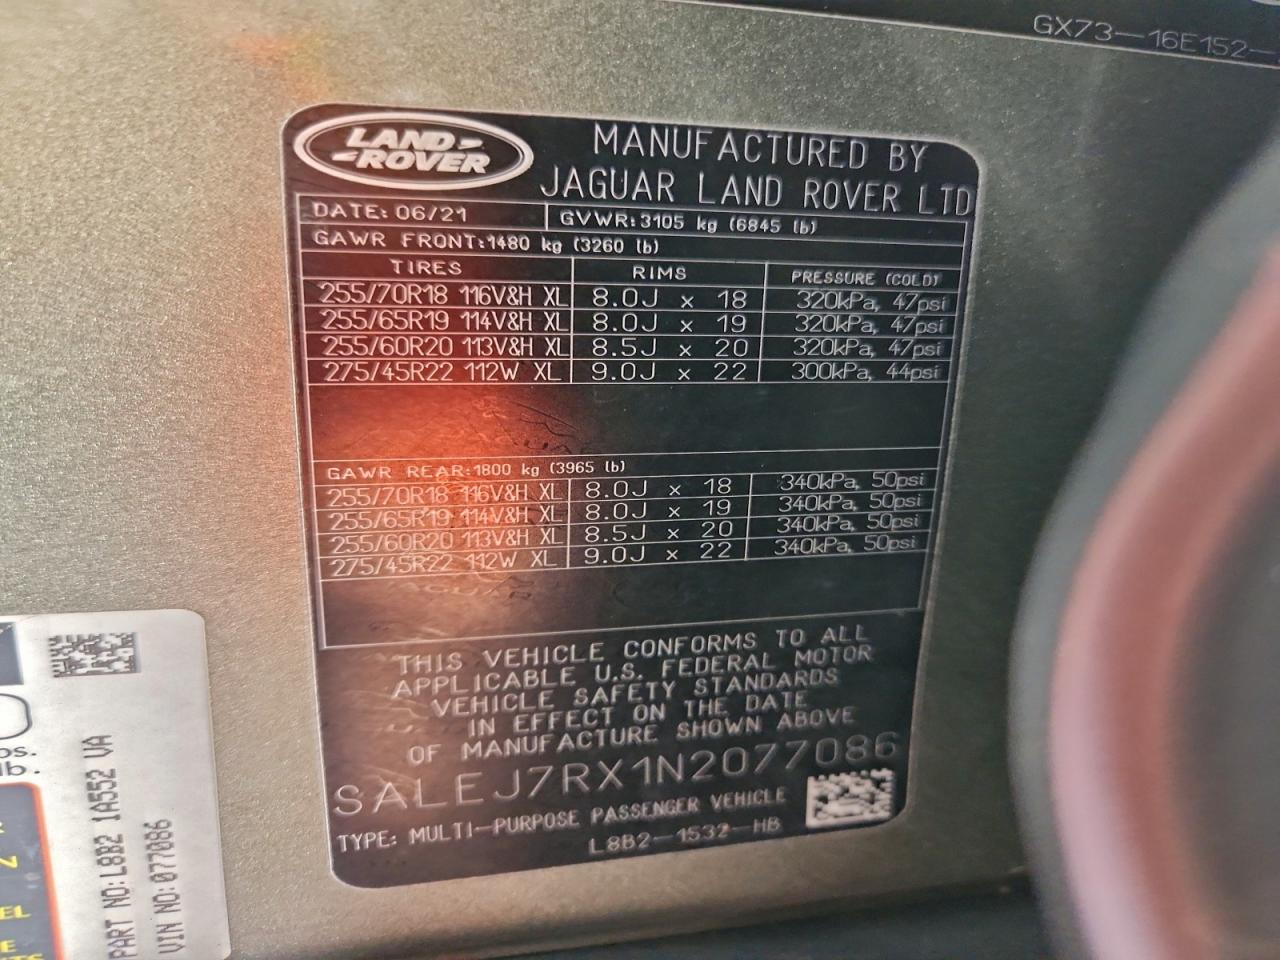 GX73-16E152-
LAND
ROVER
MANUFACTURED BY
JAGUAR LAND ROVER LTD
DATE: 06/21 GVWR: 3105 kg (6845 lb)
GAWR FRONT: 1480 kg (3260 lb)
TIRES RIMS PRESSURE (COLD)
255/70R18 116V&H XL 8.0J x 18 320kPa, 47psi
255/65R19 114V&H XL 8.0J x 19 320kPa, 47psi
255/60R20 113V&H XL 8.5J x 20 320kPa, 47psi
275/45R22 112W XL 9.0J x 22 300kPa, 44psi
GAWR REAR: 1800 kg (3965 lb)
255/70R18 116V&H XL 8.0J x 18 340kPa, 50psi
255/65R19 114V&H XL 8.0J x 19 340kPa, 50psi
255/60R20 113V&H XL 8.5J x 20 340kPa, 50psi
275/45R22 112W XL 9.0J x 22 340kPa, 50psi
THIS VEHICLE CONFORMS TO ALL
APPLICABLE U.S. FEDERAL MOTOR
VEHICLE SAFETY STANDARDS
IN EFFECT ON THE DATE
OF MANUFACTURE SHOWN ABOVE
SALEJ7RX1N2077086
TYPE: MULTI-PURPOSE PASSENGER VEHICLE
L8B2-1532-HB
PART NO: L8B2 1A552 VA
VIN NO: 077086
lb.